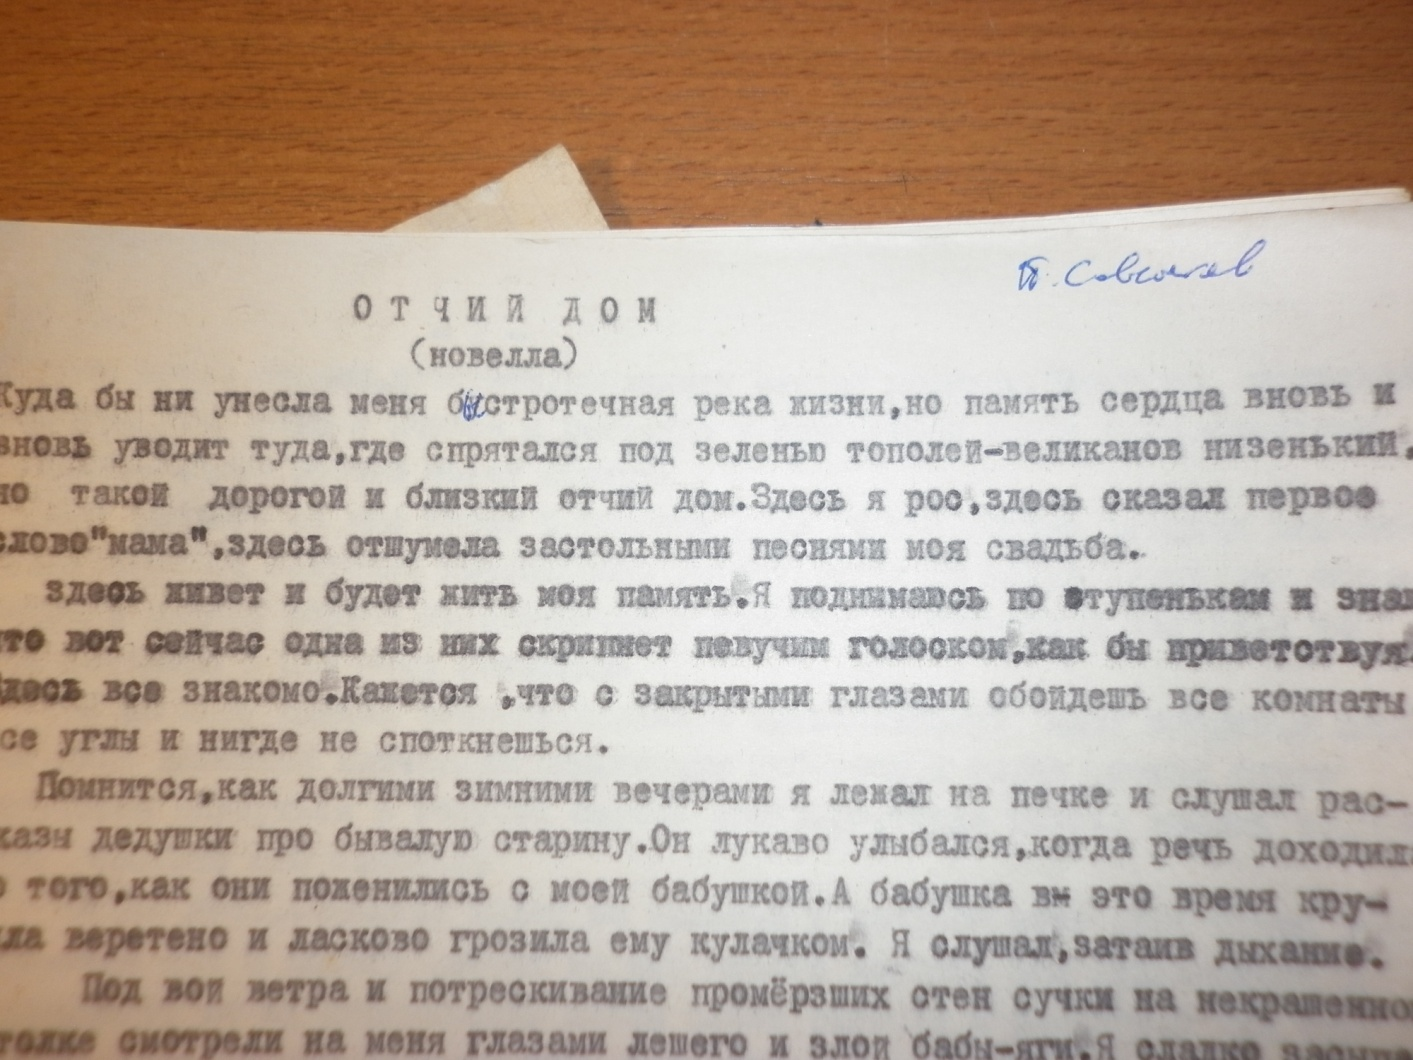 П. Совсачев
ОТЧИЙ ДОМ
(новелла)
Куда бы ни унесла меня быстротечная река жизни,но память сердца вновь и
вновь уводит туда,где спрятался под зеленью тополей-великанов низенький,
но такой дорогой и близкий отчий дом.Здесь я рос,здесь сказал первое
слово"мама",здесь отшумела застольными песнями моя свадьба.
здесь живет и будет жить моя память.Я поднимаюсь по ступенькам и знаю
что вот сейчас одна из них скрипнет певучим голоском,как бы приветствуя.
Здесь все знакомо.Кажется ,что с закрытыми глазами обойдешь все комнаты
все углы и нигде не споткнешься.
Помнится,как долгими зимними вечерами я лежал на печке и слушал рас-
казы дедушки про бывалую старину.Он лукаво улыбался,когда речь доходила
о того,как они поженились с моей бабушкой.А бабушка в это время кру-
ла веретено и ласково грозила ему кулачком. Я слушал,затаив дыхание.
Под вой ветра и потрескивание промёрзших стен сучки на некрашенно
толке смотрели на меня глазами лешего и злой бабы-яги.Я сладко